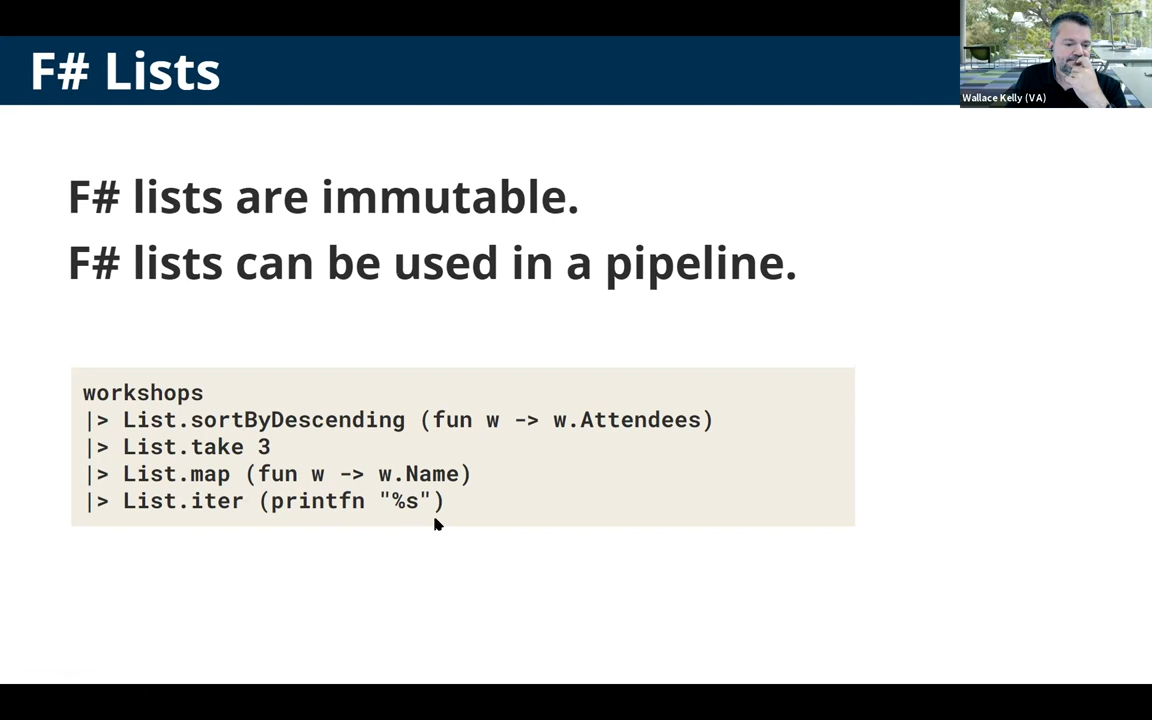 F# Lists
Wallace Kelly (VA)
F# lists are immutable.
F# lists can be used in a pipeline.
workshops
|> List.sortByDescending (fun w -> w.Attendees)
|> List.take 3
|> List.map (fun w -> w.Name)
|> List.iter (printfn "%s")